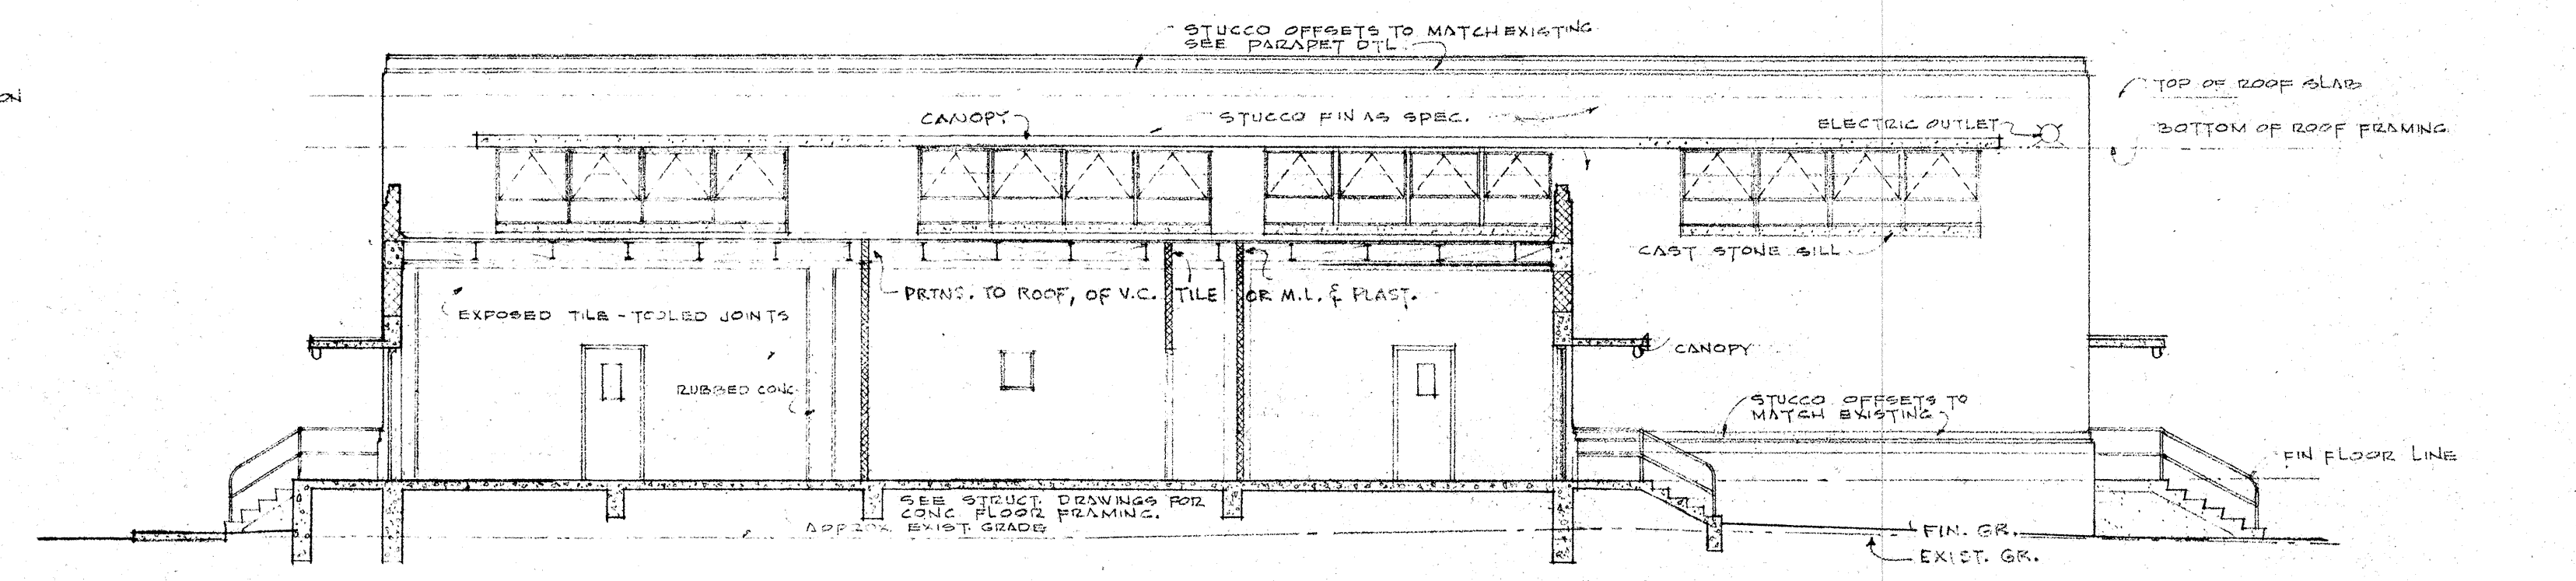 STUCCO OFFSETS TO MATCH EXISTING
SEE PARAPET DTL.
ON
TOP OF ROOF SLAB
CANOPY
STUCCO FIN AS SPEC.
ELECTRIC OUTLET
BOTTOM OF ROOF FRAMING
CAST STONE SILL
PRTNS. TO ROOF, OF V.C. TILE OR M.L. & PLAST.
EXPOSED TILE - TOOLED JOINTS
CANOPY
RUBBED CONC
STUCCO OFFSETS TO
MATCH EXISTING
FIN FLOOR LINE
SEE STRUCT. DRAWINGS FOR
CONC FLOOR FRAMING.
APPROX EXIST. GRADE
FIN. GR.
EXIST. GR.